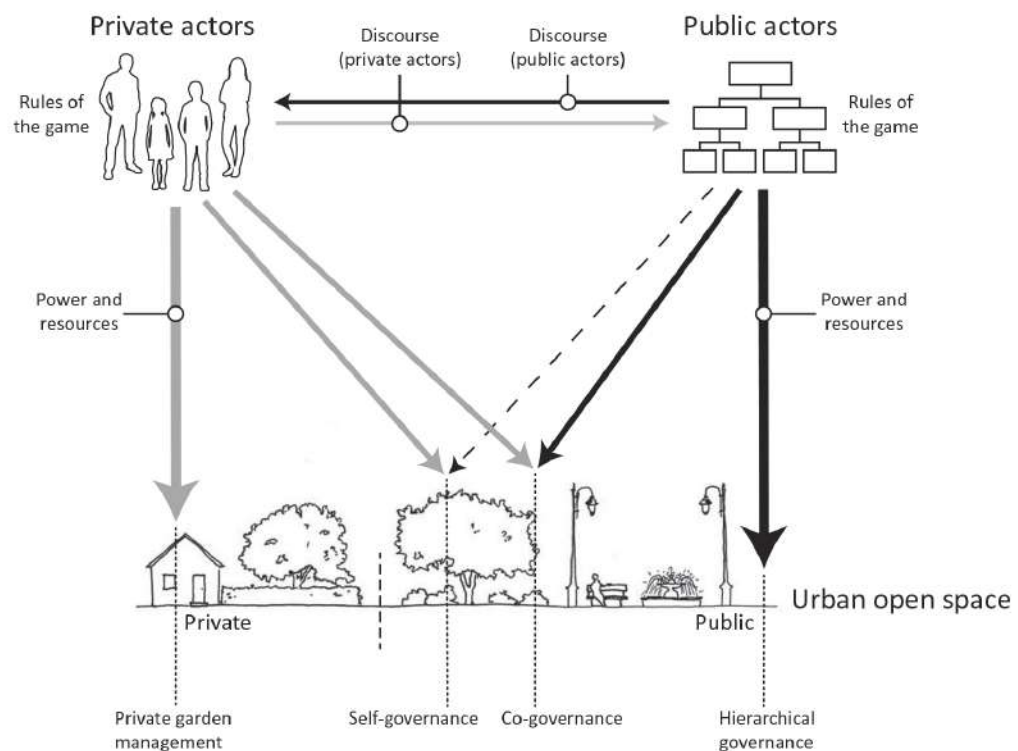 Private actors
Discourse
(private actors)
Discourse
(public actors)
Public actors
Rules of
the game
Rules of
the game
Power and
resources
Power and
resources
Urban open space
Private
Public
Private garden
management
Self-governance
Co-governance
Hierarchical
governance